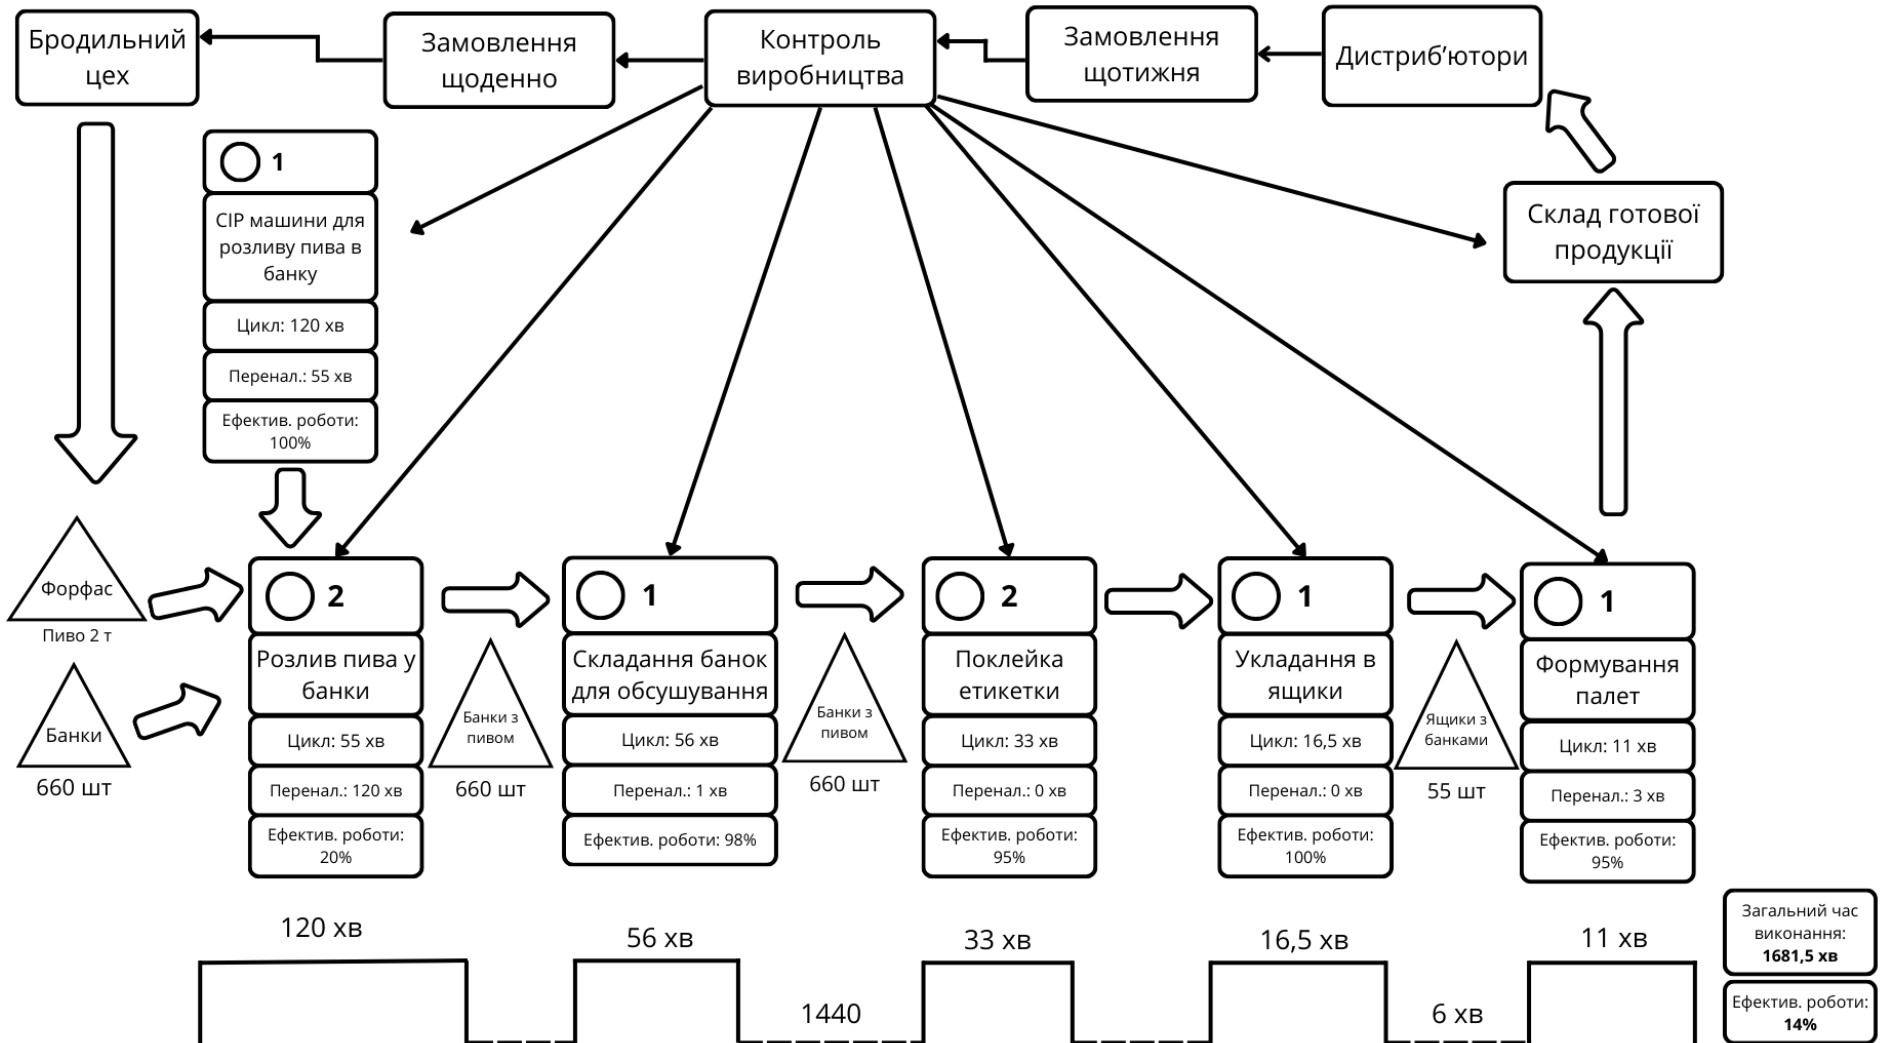 Бродильний
цех
Замовлення
щоденно
Контроль
виробництва
Замовлення
щотижня
Дистриб’ютори
1
CIP машини для
розливу пива в
банку
Цикл: 120 хв
Перенал.: 55 хв
Ефектив. роботи:
100%
Склад готової
продукції
Форфас
Пиво 2 т
Банки
660 шт
2
Розлив пива у
банки
Цикл: 55 хв
Перенал.: 120 хв
Ефектив. роботи:
20%
Банки з
пивом
660 шт
1
Складання банок
для обсушування
Цикл: 56 хв
Перенал.: 1 хв
Ефектив. роботи: 98%
Банки з
пивом
660 шт
2
Поклейка
етикетки
Цикл: 33 хв
Перенал.: 0 хв
Ефектив. роботи:
95%
1
Укладання в
ящики
Цикл: 16,5 хв
Перенал.: 0 хв
Ефектив. роботи:
100%
Ящики з
банками
55 шт
1
Формування
палет
Цикл: 11 хв
Перенал.: 3 хв
Ефектив. роботи:
95%
120 хв
56 хв
1440
33 хв
16,5 хв
6 хв
11 хв
Загальний час
виконання:
1681,5 хв
Ефектив. роботи:
14%